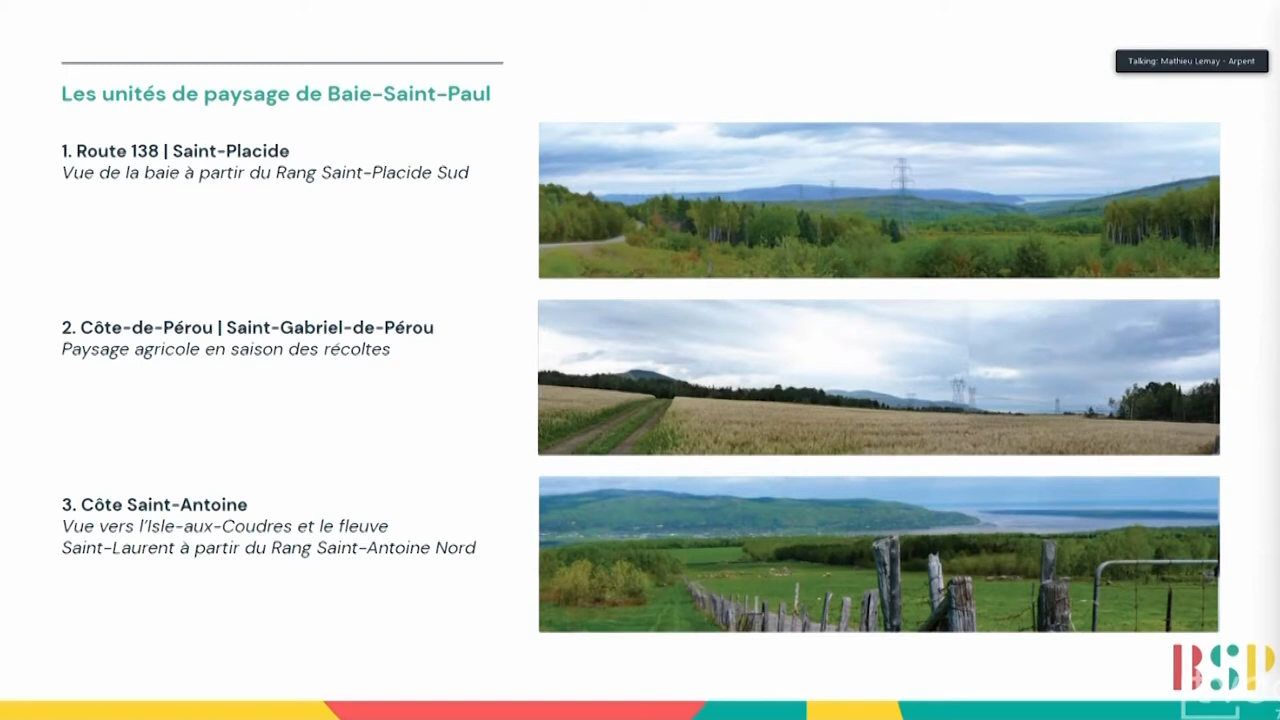 Talking: Mathieu Lemay - Arpent
Les unités de paysage de Baie-Saint-Paul
1. Route 138 | Saint-Placide
Vue de la baie à partir du Rang Saint-Placide Sud
2. Côte-de-Pérou | Saint-Gabriel-de-Pérou
Paysage agricole en saison des récoltes
3. Côte Saint-Antoine
Vue vers l'Isle-aux-Coudres et le fleuve
Saint-Laurent à partir du Rang Saint-Antoine Nord
BSP